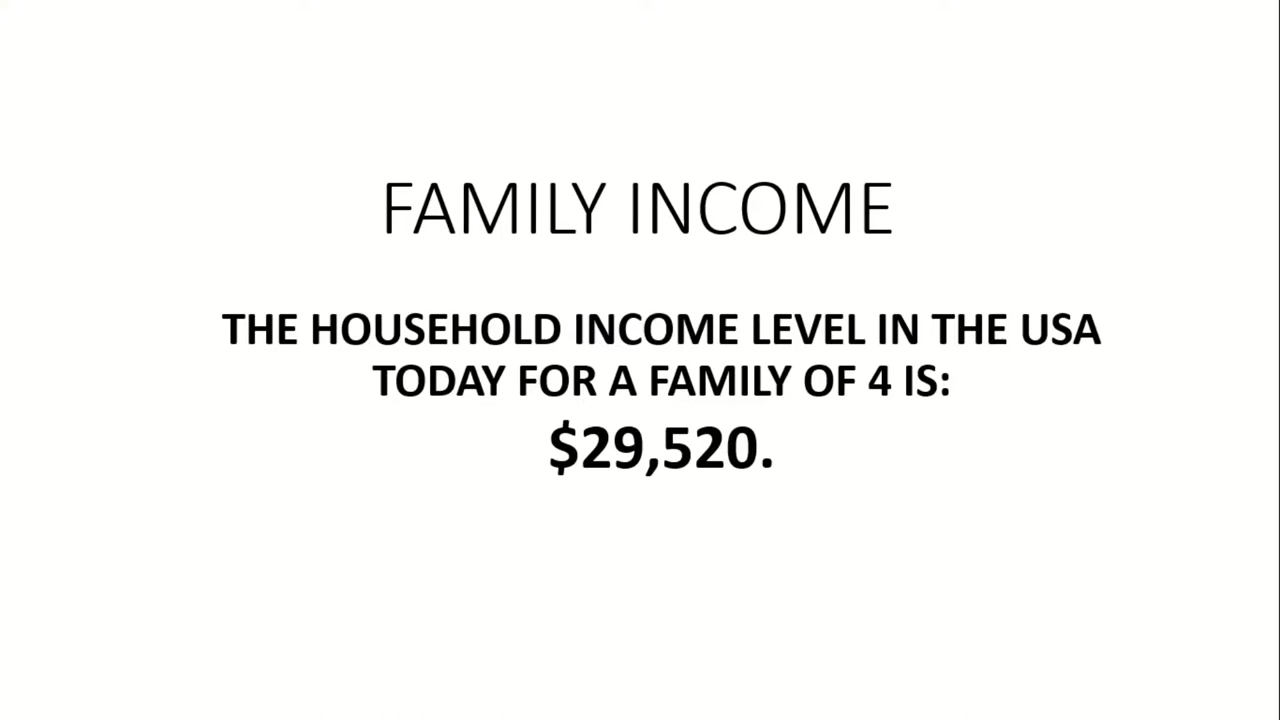 FAMILY INCOME
THE HOUSEHOLD INCOME LEVEL IN THE USA
TODAY FOR A FAMILY OF 4 IS:
$29,520.